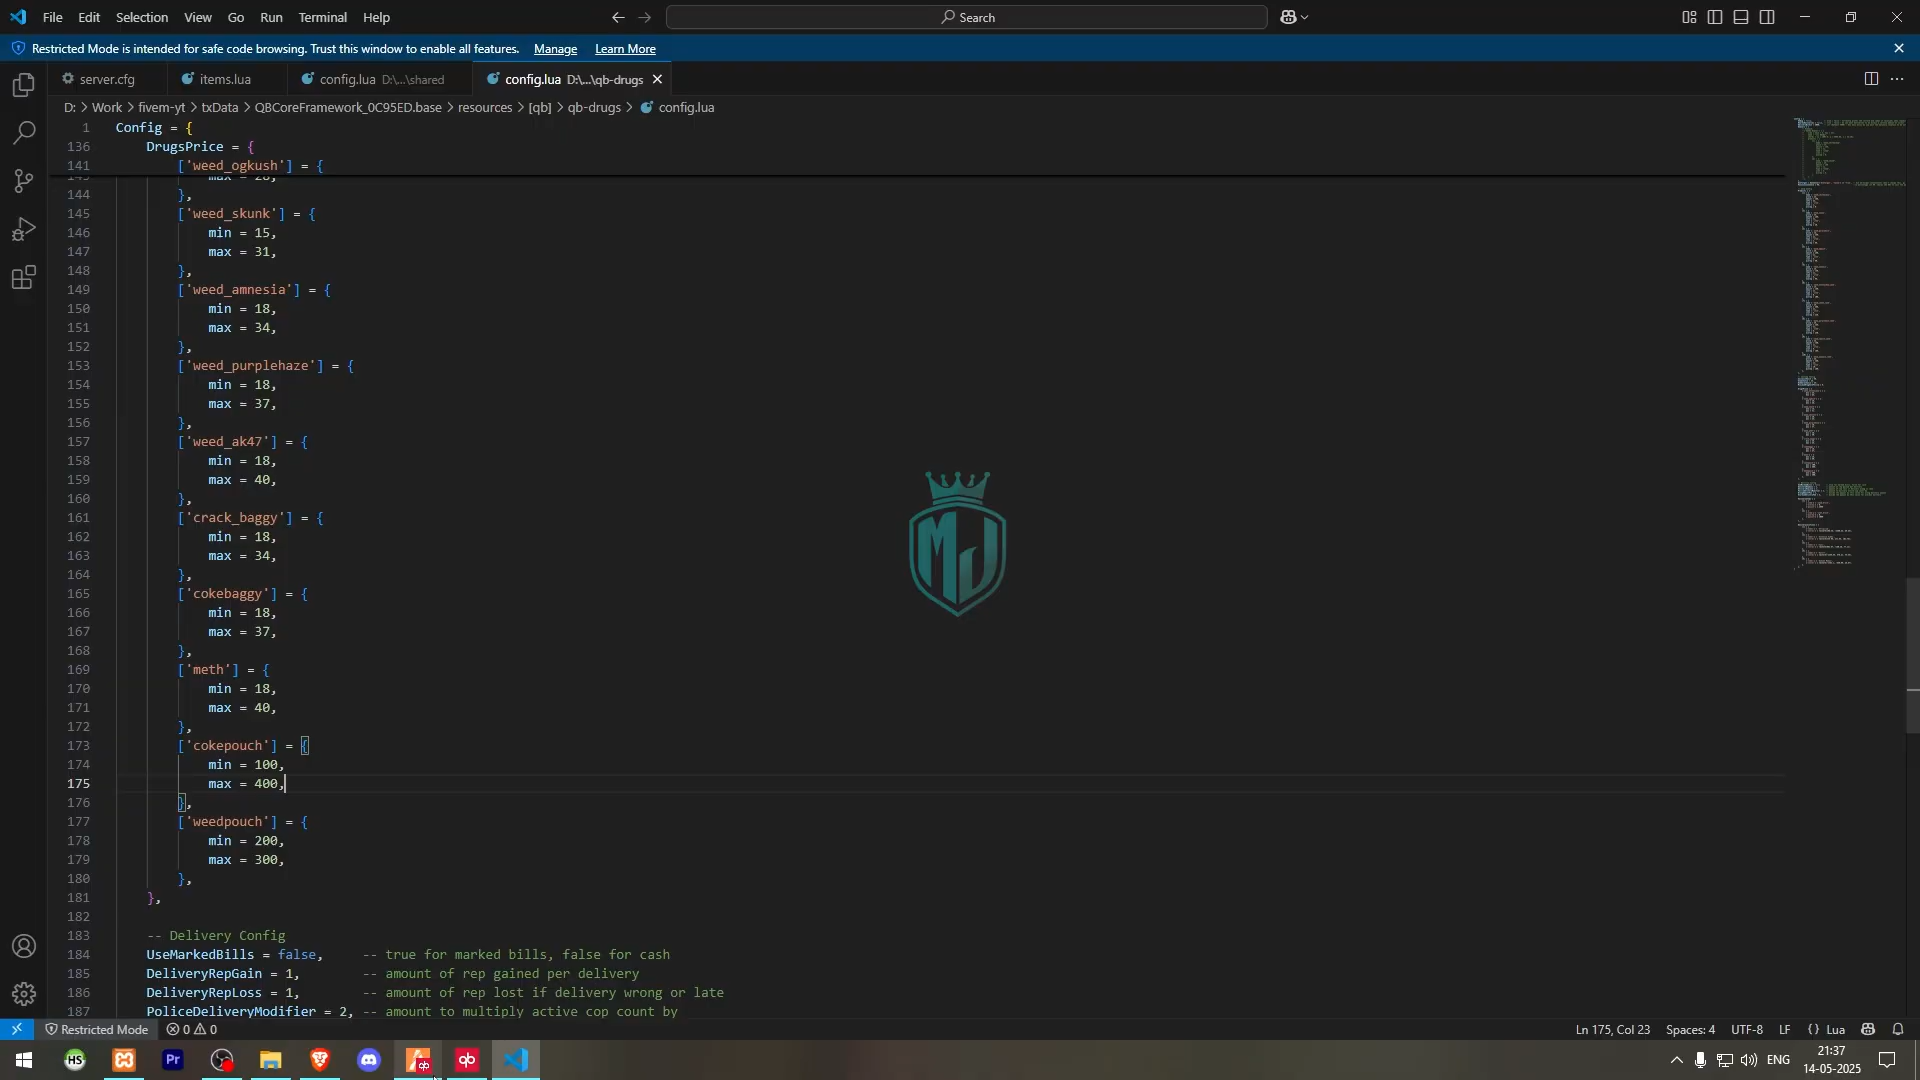 File Edit Selection View Go Run Terminal Help
Search
Restricted Mode is intended for safe code browsing. Trust this window to enable all features. Manage Learn More
server.cfg items.lua config.lua D:\...\shared config.lua D:\...\qb-drugs
D: > Work > fivem-yt > txData > QBCoreFramework_0C95ED.base > resources > [qb] > qb-drugs > config.lua
1 Config = {
136 DrugsPrice = {
141 ['weed_ogkush'] = {
144 },
145 ['weed_skunk'] = {
146 min = 15,
147 max = 31,
148 },
149 ['weed_amnesia'] = {
150 min = 18,
151 max = 34,
152 },
153 ['weed_purplehaze'] = {
154 min = 18,
155 max = 37,
156 },
157 ['weed_ak47'] = {
158 min = 18,
159 max = 40,
160 },
161 ['crack_baggy'] = {
162 min = 18,
163 max = 34,
164 },
165 ['cokebaggy'] = {
166 min = 18,
167 max = 37,
168 },
169 ['meth'] = {
170 min = 18,
171 max = 40,
172 },
173 ['cokepouch'] = {
174 min = 100,
175 max = 400,
176 },
177 ['weedpouch'] = {
178 min = 200,
179 max = 300,
180 },
181 },
182
183 -- Delivery Config
184 UseMarkedBills = false, -- true for marked bills, false for cash
185 DeliveryRepGain = 1, -- amount of rep gained per delivery
186 DeliveryRepLoss = 1, -- amount of rep lost if delivery wrong or late
187 PoliceDeliveryModifier = 2, -- amount to multiply active cop count by
MJ
Restricted Mode 0 0 Ln 175, Col 23 Spaces: 4 UTF-8 LF {} Lua
HS Pr qb qb ENG 21:37
14-05-2025